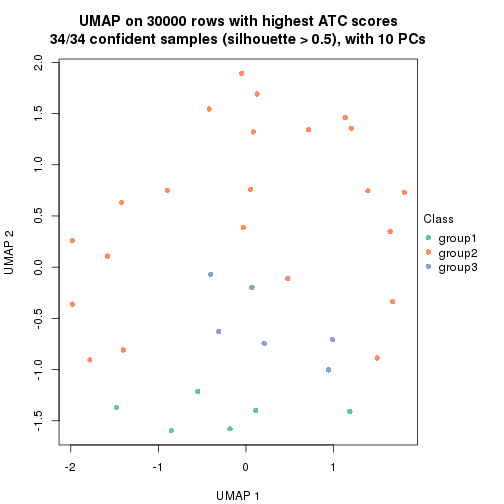 UMAP on 30000 rows with highest ATC scores
34/34 confident samples (silhouette > 0.5), with 10 PCs
2.0
1.5
1.0
0.5
0.0
-0.5
-1.0
-1.5
UMAP 2
-2
-1
0
1
UMAP 1
Class
group1
group2
group3